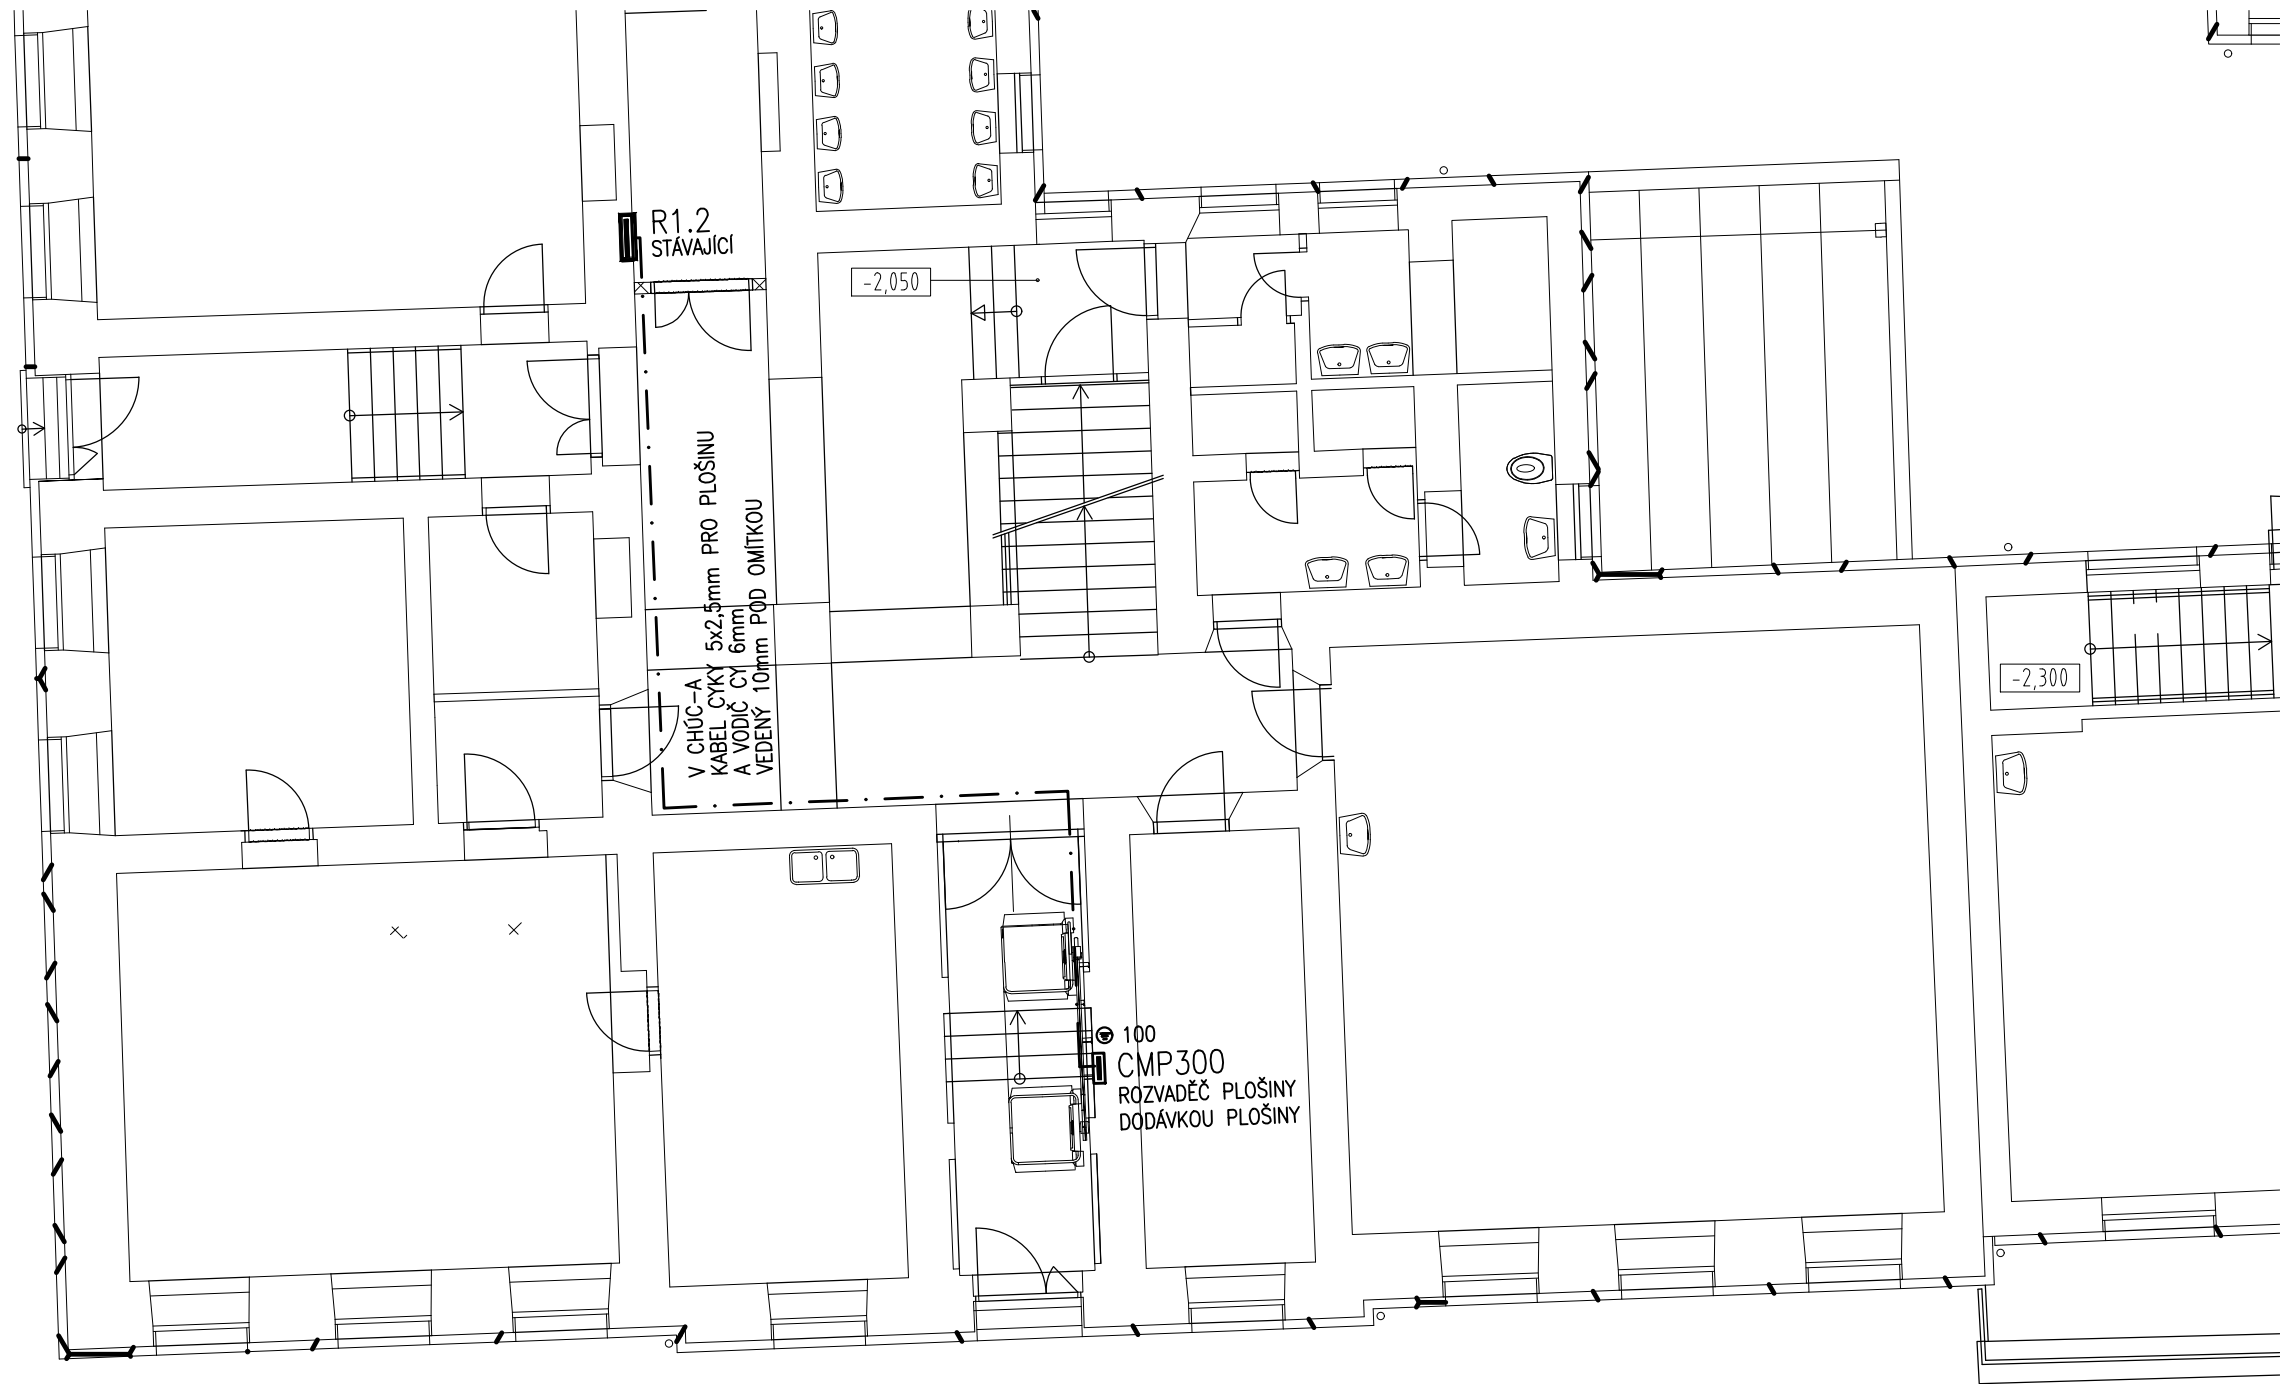 R1.2
STÁVAJÍCÍ
-2,050
V CHÚC-A
KABEL CYKY 5x2,5mm PRO PLOŠINU
A VODIČ CY 6mm
VEDENÝ 10mm POD OMÍTKOU
-2,300
100
CMP300
ROZVADĚČ PLOŠINY
DODÁVKOU PLOŠINY